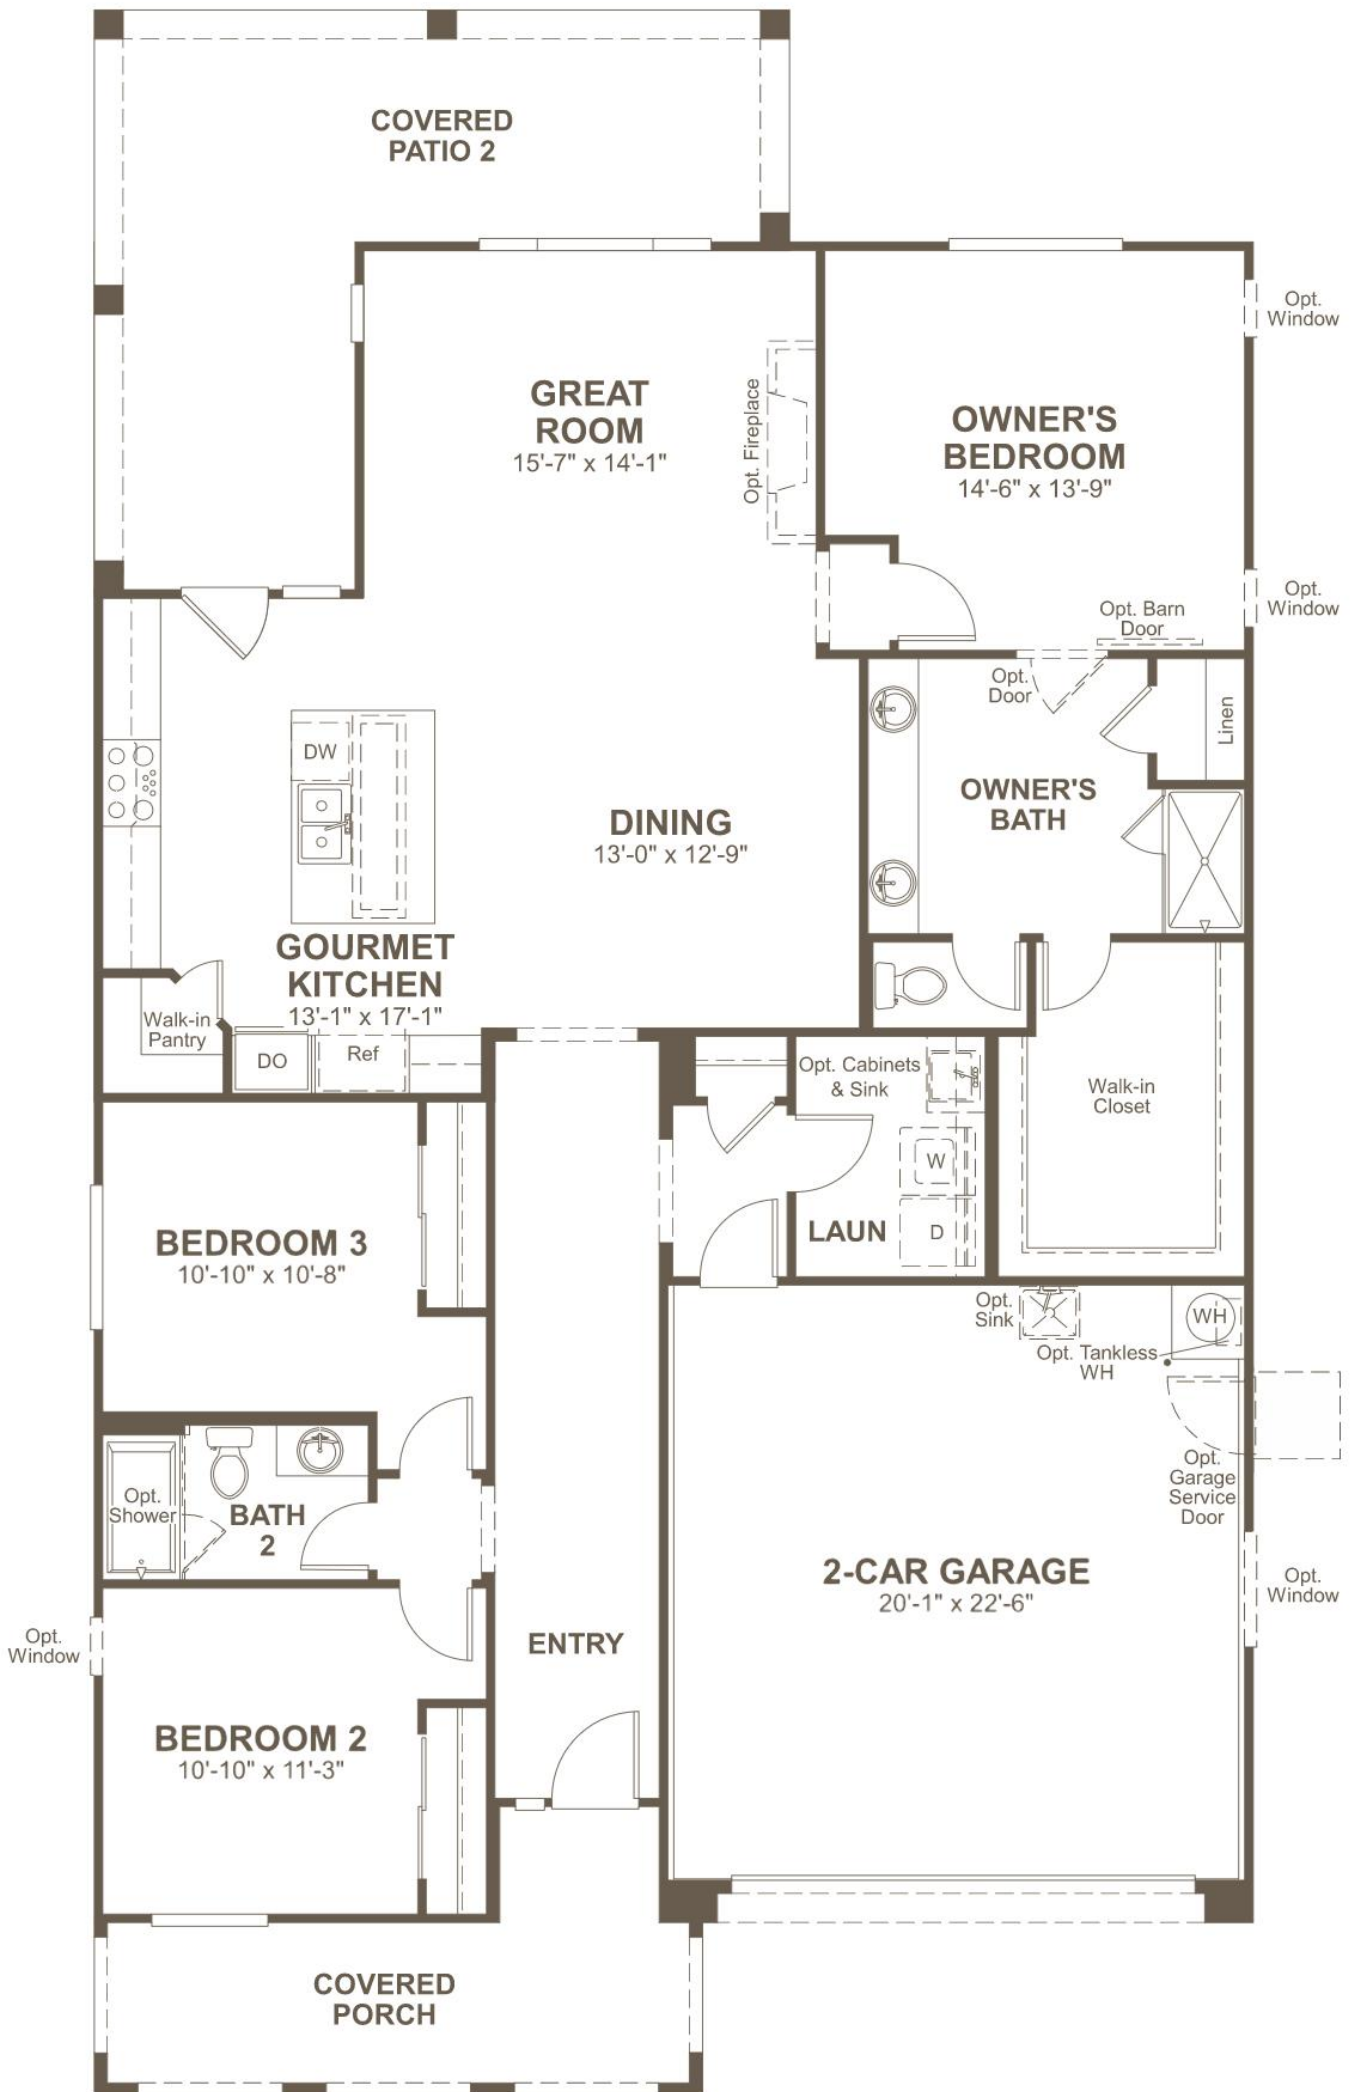 COVERED
PATIO 2
Opt.
Window
GREAT
ROOM
15'-7" x 14'-1"
Opt. Fireplace
OWNER'S
BEDROOM
14'-6" x 13'-9"
Opt.
Window
Opt. Barn
Door
Opt.
Door
Linen
DW
OWNER'S
BATH
DINING
13'-0" x 12'-9"
GOURMET
KITCHEN
13'-1" x 17'-1"
Walk-in
Pantry
DO
Ref
Opt. Cabinets
& Sink
Walk-in
Closet
W
D
LAUN
BEDROOM 3
10'-10" x 10'-8"
Opt.
Sink
WH
Opt. Tankless
WH
Opt.
Garage
Service
Door
Opt.
Shower
BATH
2
2-CAR GARAGE
20'-1" x 22'-6"
Opt.
Window
Opt.
Window
ENTRY
BEDROOM 2
10'-10" x 11'-3"
COVERED
PORCH